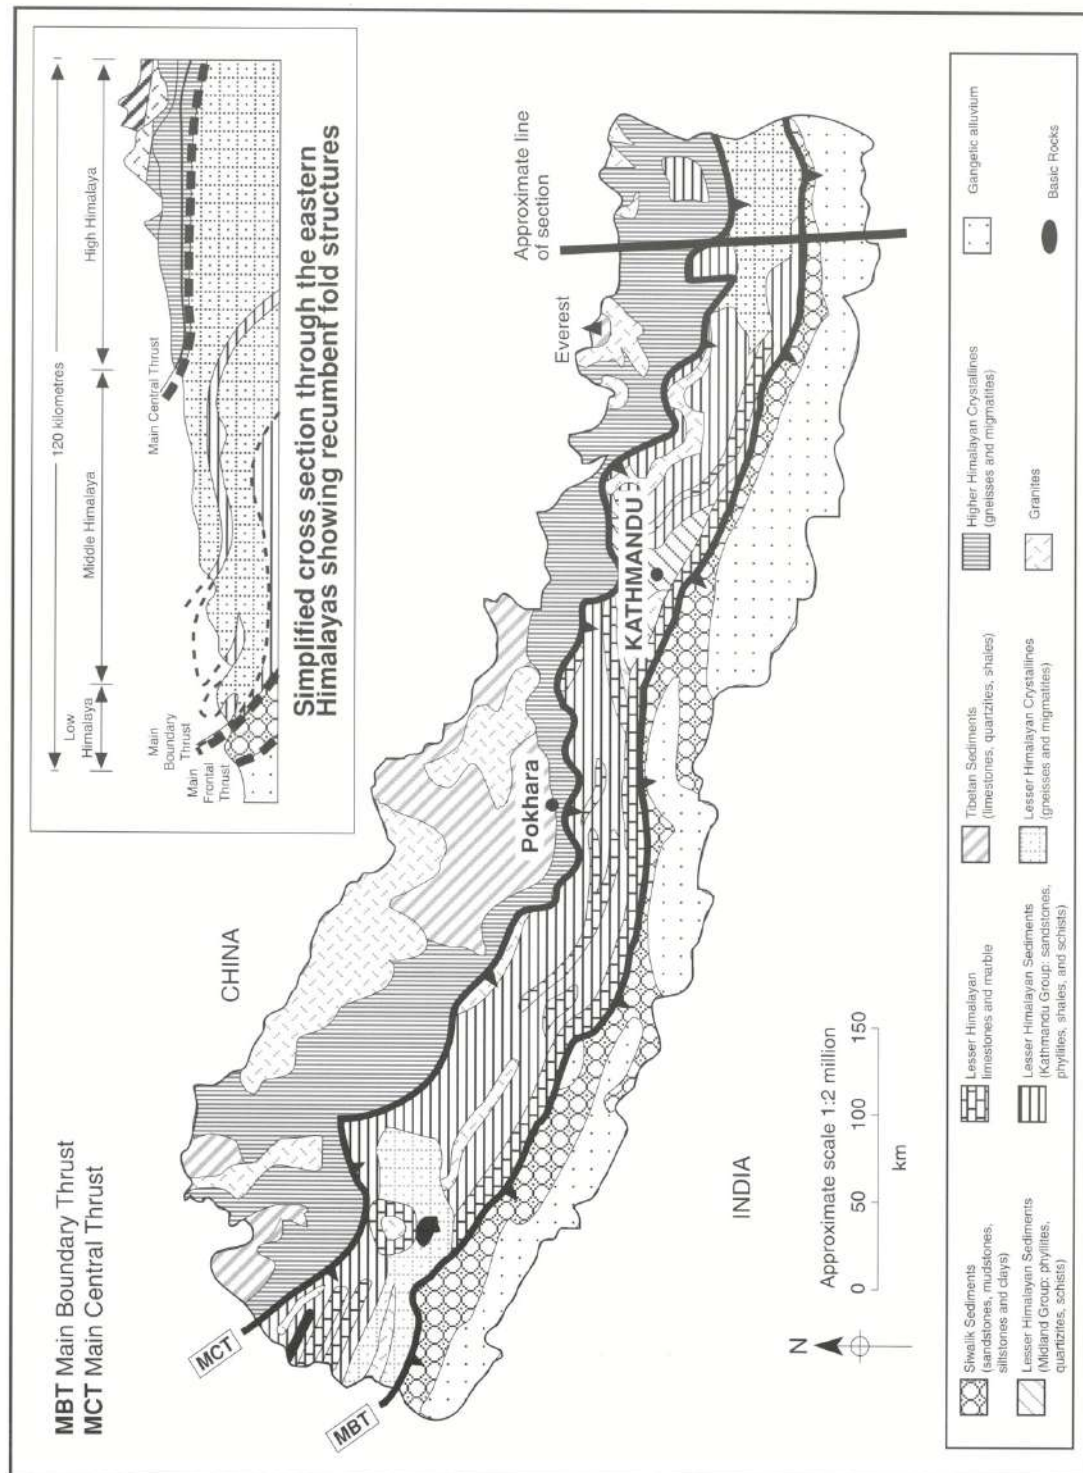 MBT Main Boundary Thrust
MCT Main Central Thrust
120 kilometres
Low
Himalaya
Middle Himalaya
High Himalaya
Main
Frontal
Thrust
Main
Boundary
Thrust
Main Central Thrust
Simplified cross section through the eastern
Himalayas showing recumbent fold structures
CHINA
MCT
MBT
Pokhara
KATHMANDU
Everest
Approximate line
of section
INDIA
N
Approximate scale 1:2 million
0 50 100 150
km
Siwalik Sediments
(sandstones, mudstones,
siltstones and clays)
Lesser Himalayan
limestones and marble
Tibetan Sediments
(limestones, quartzites, shales)
Higher Himalayan Crystallines
(gneisses and migmatites)
Gangetic alluvium
Lesser Himalayan Sediments
(Midland Group: phyllites,
quartzites, schists)
Lesser Himalayan Sediments
(Kathmandu Group: sandstones,
phyllites, shales, and schists)
Lesser Himalayan Crystallines
(gneisses and migmatites)
Granites
Basic Rocks